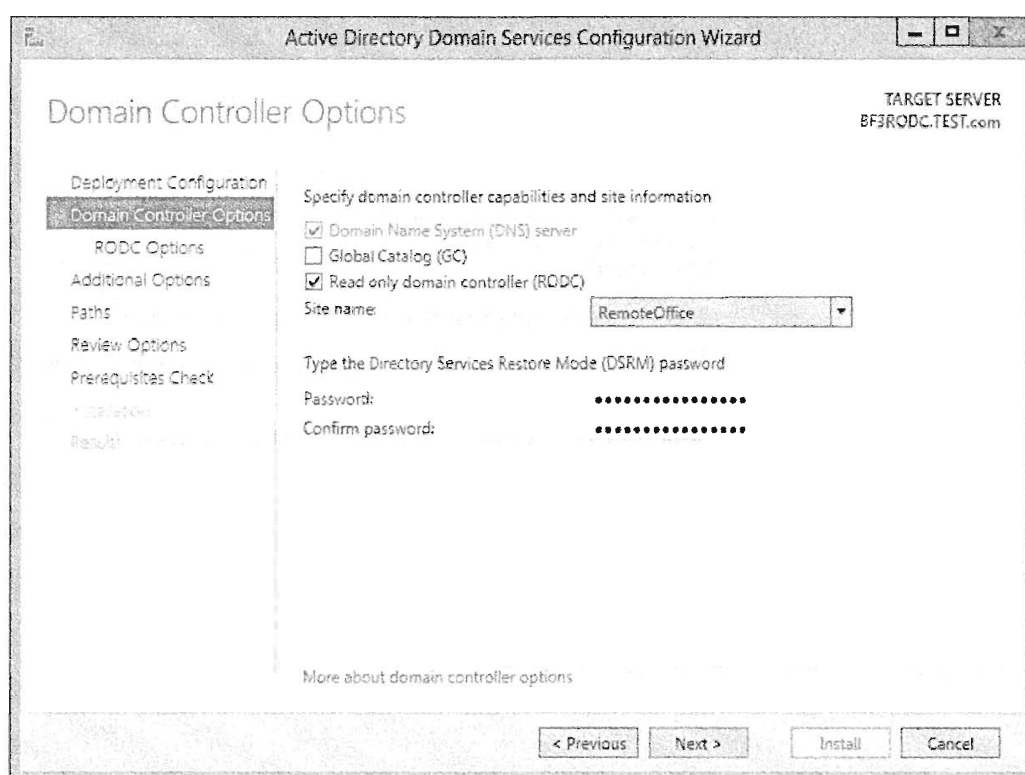 Active Directory Domain Services Configuration Wizard
Domain Controller Options
TARGET SERVER
BF3RODC.TEST.com
Deployment Configuration
Domain Controller Options
RODC Options
Additional Options
Paths
Review Options
Prerequisites Check
Installation
Results
Specify domain controller capabilities and site information
Domain Name System (DNS) server
Global Catalog (GC)
Read only domain controller (RODC)
Site name: RemoteOffice
Type the Directory Services Restore Mode (DSRM) password
Password: ••••••••••••••••
Confirm password: ••••••••••••••••
More about domain controller options
< Previous Next > Install Cancel